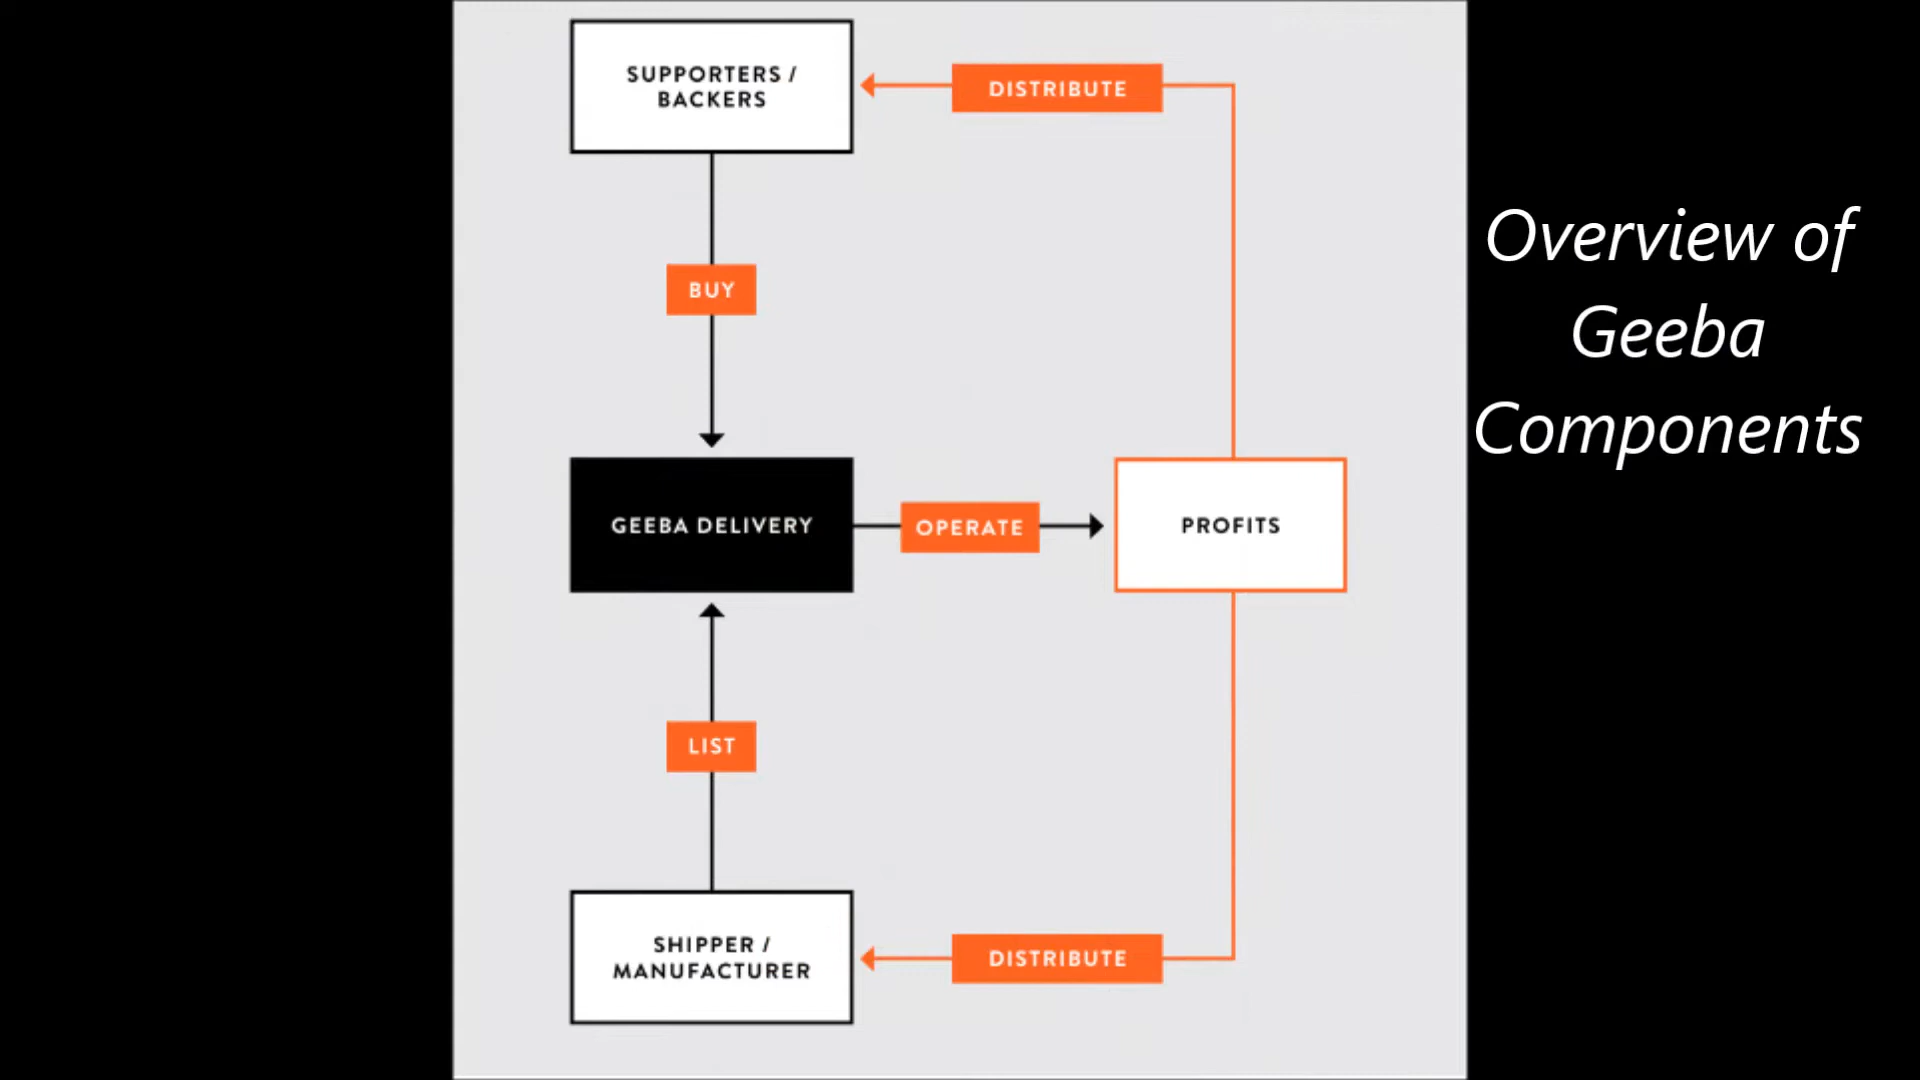 SUPPORTERS /
BACKERS
DISTRIBUTE
BUY
GEEBA DELIVERY
OPERATE
PROFITS
LIST
SHIPPER /
MANUFACTURER
DISTRIBUTE
Overview of
Geeba
Components